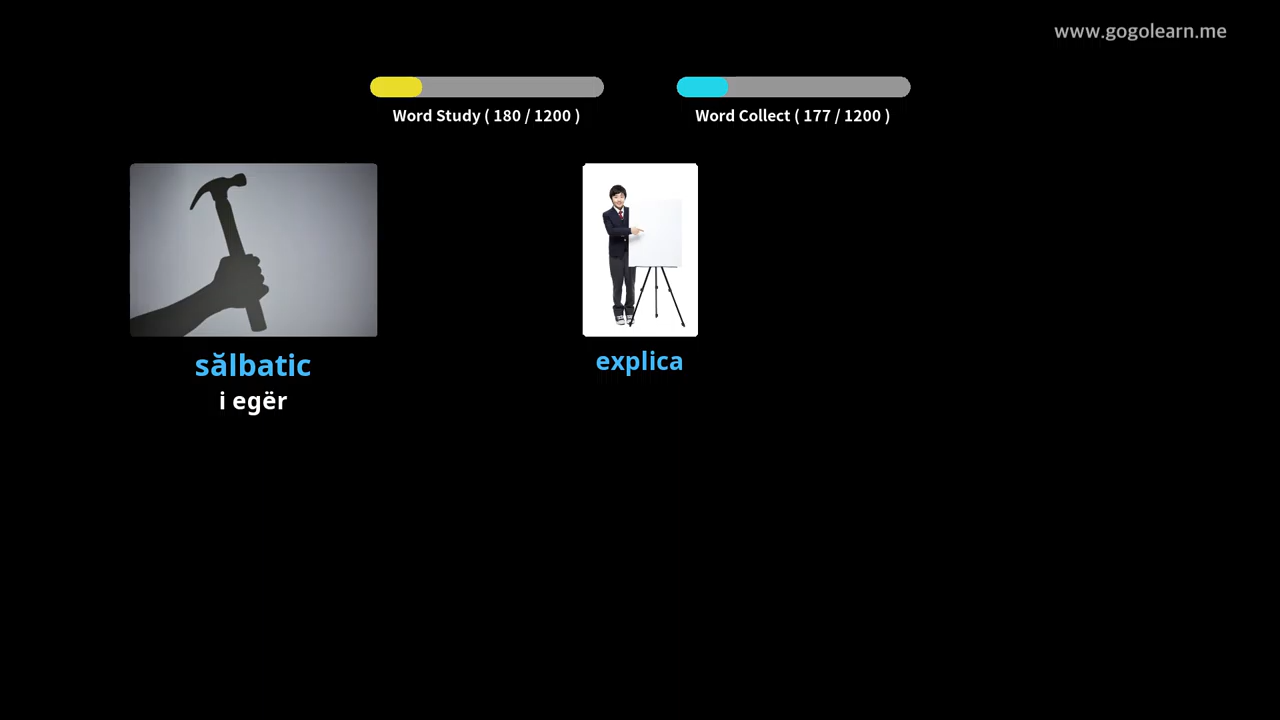 www.gogolearn.me
Word Study ( 180 / 1200 )
Word Collect ( 177 / 1200 )
sălbatic
i egër
explica